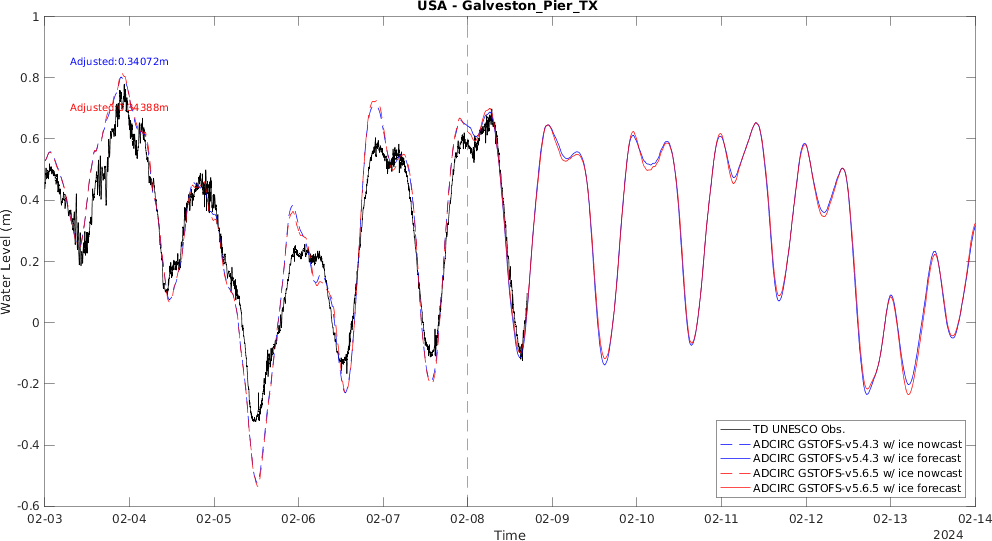 USA - Galveston_Pier_TX
Adjusted:0.34072m
Adjusted:0.34388m
Water Level (m)
1
0.8
0.6
0.4
0.2
0
-0.2
-0.4
-0.6
TD UNESCO Obs.
ADCIRC GSTOFS-v5.4.3 w/ ice nowcast
ADCIRC GSTOFS-v5.4.3 w/ ice forecast
ADCIRC GSTOFS-v5.6.5 w/ ice nowcast
ADCIRC GSTOFS-v5.6.5 w/ ice forecast
02-03 02-04 02-05 02-06 02-07 02-08 02-09 02-10 02-11 02-12 02-13 02-14
Time
2024